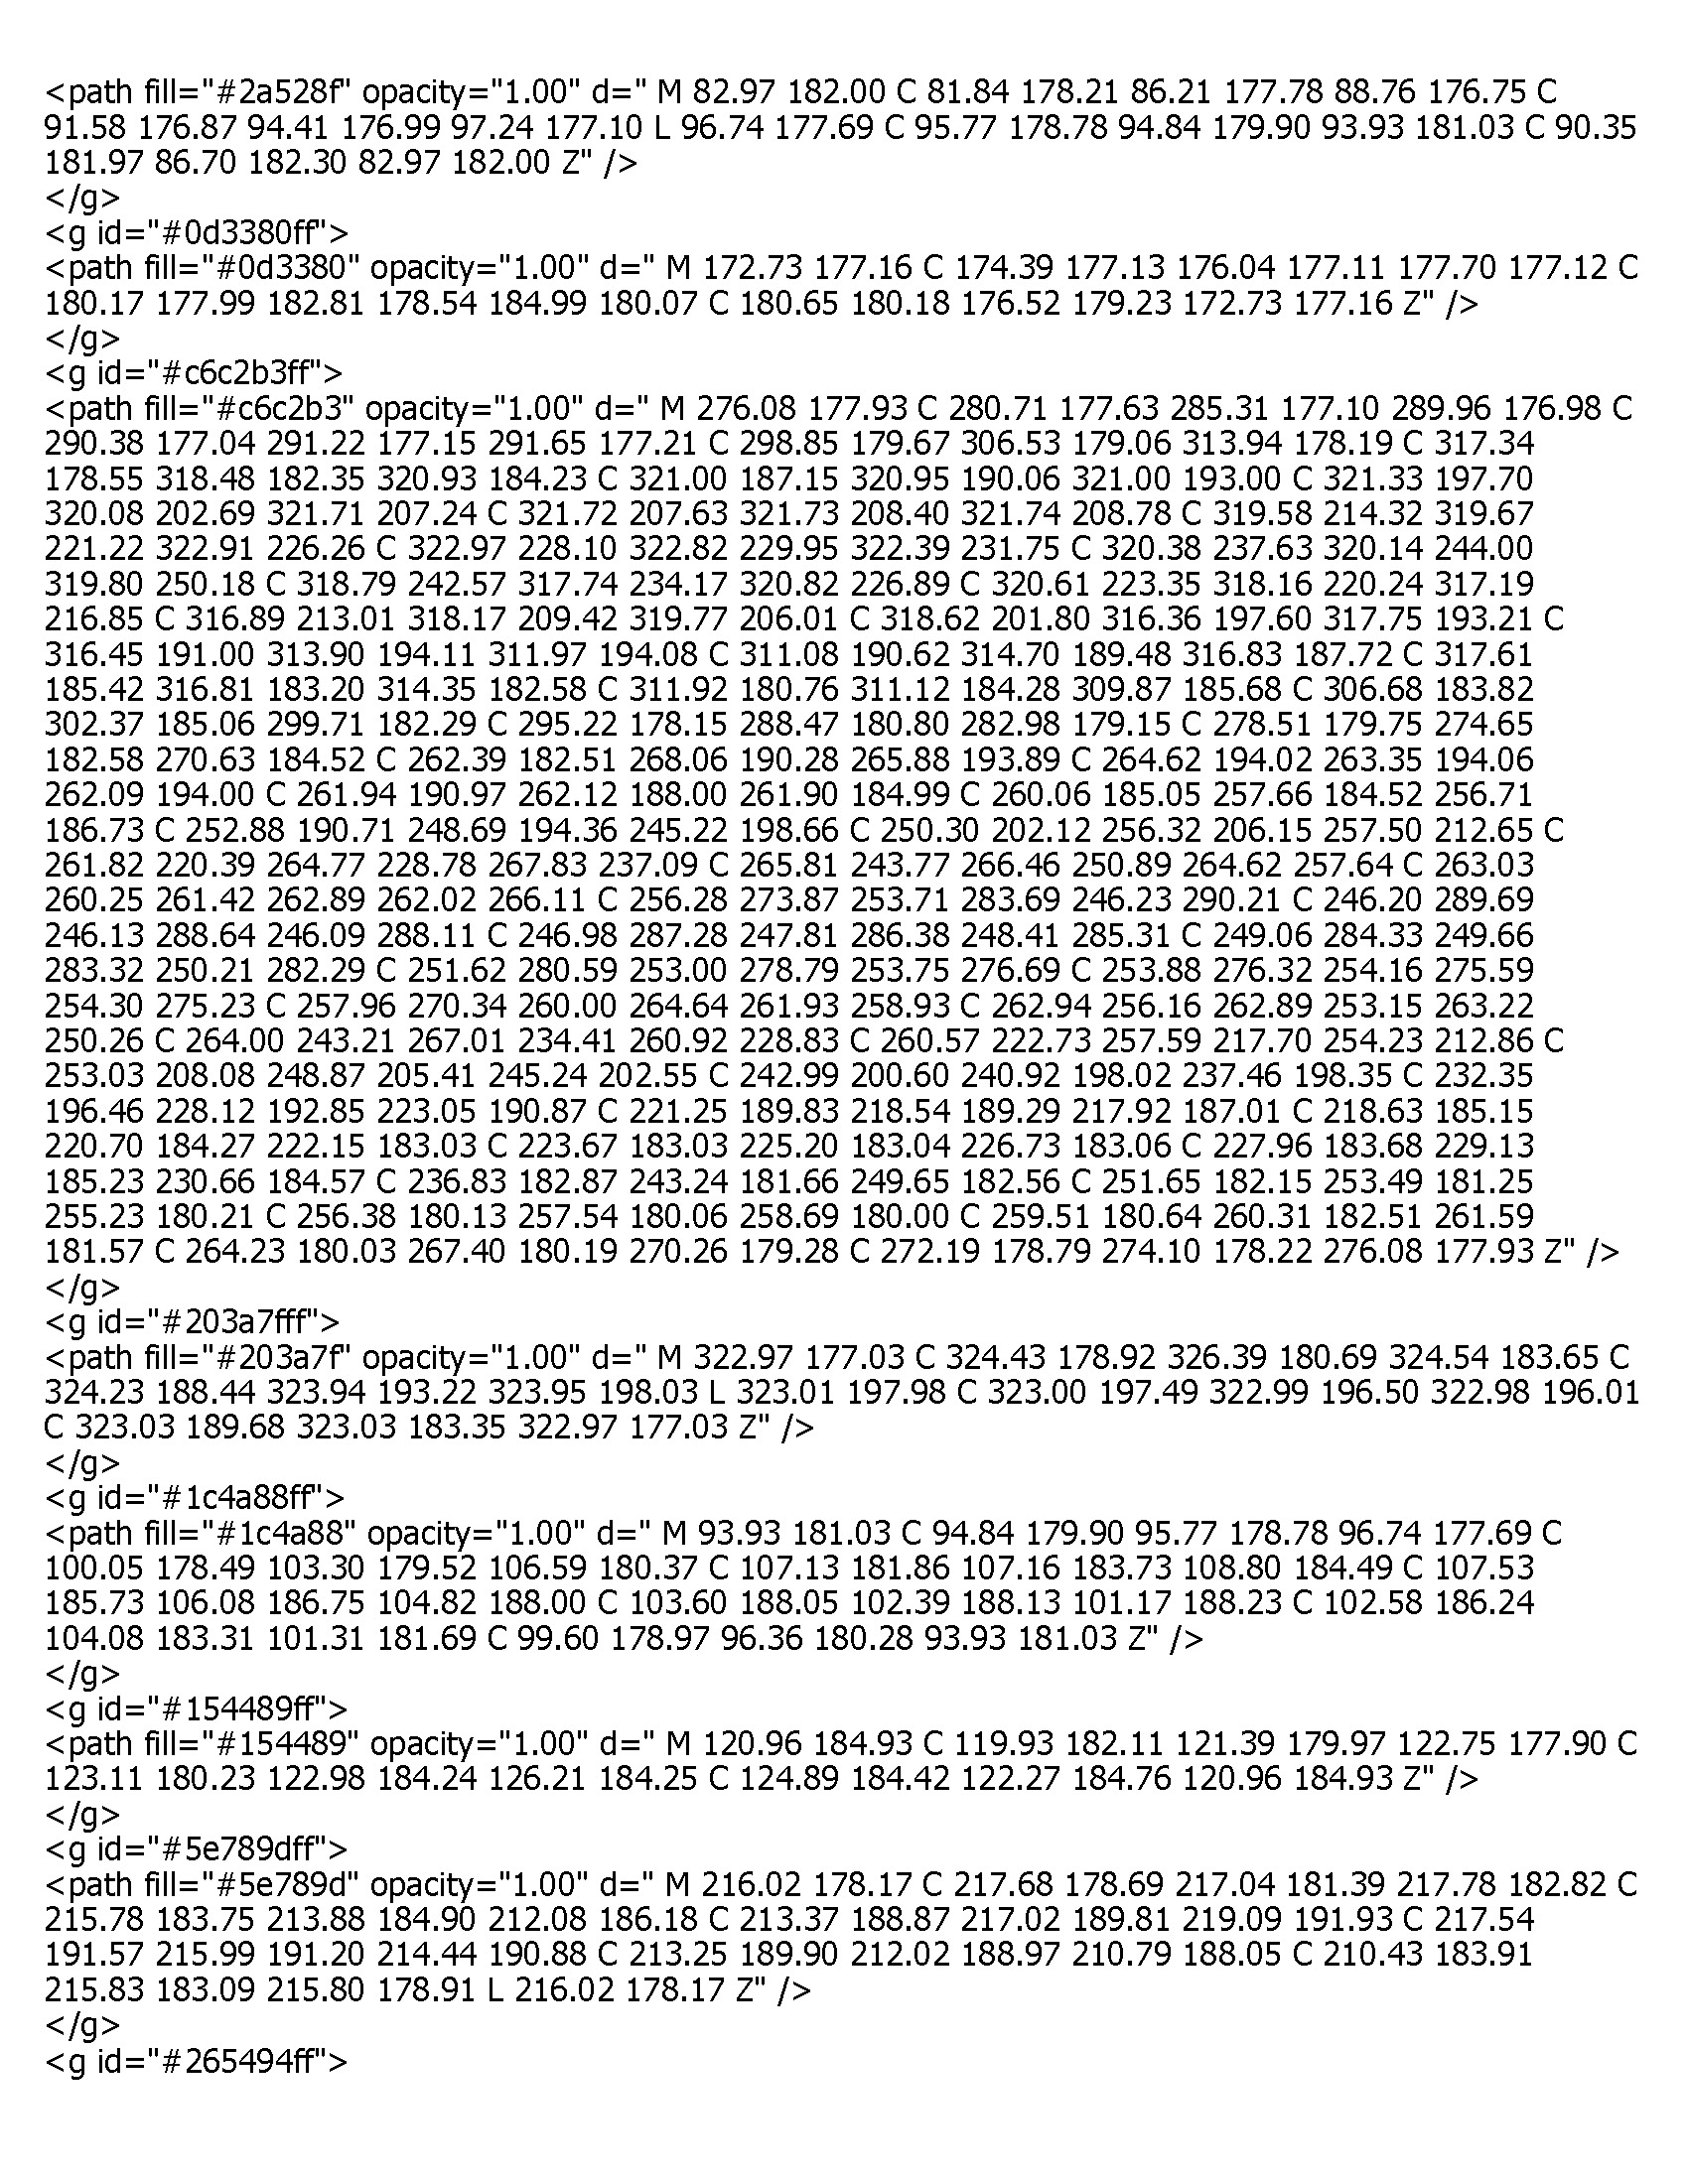 <path fill="#2a528f" opacity="1.00" d=" M 82.97 182.00 C 81.84 178.21 86.21 177.78 88.76 176.75 C
91.58 176.87 94.41 176.99 97.24 177.10 L 96.74 177.69 C 95.77 178.78 94.84 179.90 93.93 181.03 C 90.35
181.97 86.70 182.30 82.97 182.00 Z" />
</g>
<g id="#0d3380ff">
<path fill="#0d3380" opacity="1.00" d=" M 172.73 177.16 C 174.39 177.13 176.04 177.11 177.70 177.12 C
180.17 177.99 182.81 178.54 184.99 180.07 C 180.65 180.18 176.52 179.23 172.73 177.16 Z" />
</g>
<g id="#c6c2b3ff">
<path fill="#c6c2b3" opacity="1.00" d=" M 276.08 177.93 C 280.71 177.63 285.31 177.10 289.96 176.98 C
290.38 177.04 291.22 177.15 291.65 177.21 C 298.85 179.67 306.53 179.06 313.94 178.19 C 317.34
178.55 318.48 182.35 320.93 184.23 C 321.00 187.15 320.95 190.06 321.00 193.00 C 321.33 197.70
320.08 202.69 321.71 207.24 C 321.72 207.63 321.73 208.40 321.74 208.78 C 319.58 214.32 319.67
221.22 322.91 226.26 C 322.97 228.10 322.82 229.95 322.39 231.75 C 320.38 237.63 320.14 244.00
319.80 250.18 C 318.79 242.57 317.74 234.17 320.82 226.89 C 320.61 223.35 318.16 220.24 317.19
216.85 C 316.89 213.01 318.17 209.42 319.77 206.01 C 318.62 201.80 316.36 197.60 317.75 193.21 C
316.45 191.00 313.90 194.11 311.97 194.08 C 311.08 190.62 314.70 189.48 316.83 187.72 C 317.61
185.42 316.81 183.20 314.35 182.58 C 311.92 180.76 311.12 184.28 309.87 185.68 C 306.68 183.82
302.37 185.06 299.71 182.29 C 295.22 178.15 288.47 180.80 282.98 179.15 C 278.51 179.75 274.65
182.58 270.63 184.52 C 262.39 182.51 268.06 190.28 265.88 193.89 C 264.62 194.02 263.35 194.06
262.09 194.00 C 261.94 190.97 262.12 188.00 261.90 184.99 C 260.06 185.05 257.66 184.52 256.71
186.73 C 252.88 190.71 248.69 194.36 245.22 198.66 C 250.30 202.12 256.32 206.15 257.50 212.65 C
261.82 220.39 264.77 228.78 267.83 237.09 C 265.81 243.77 266.46 250.89 264.62 257.64 C 263.03
260.25 261.42 262.89 262.02 266.11 C 256.28 273.87 253.71 283.69 246.23 290.21 C 246.20 289.69
246.13 288.64 246.09 288.11 C 246.98 287.28 247.81 286.38 248.41 285.31 C 249.06 284.33 249.66
283.32 250.21 282.29 C 251.62 280.59 253.00 278.79 253.75 276.69 C 253.88 276.32 254.16 275.59
254.30 275.23 C 257.96 270.34 260.00 264.64 261.93 258.93 C 262.94 256.16 262.89 253.15 263.22
250.26 C 264.00 243.21 267.01 234.41 260.92 228.83 C 260.57 222.73 257.59 217.70 254.23 212.86 C
253.03 208.08 248.87 205.41 245.24 202.55 C 242.99 200.60 240.92 198.02 237.46 198.35 C 232.35
196.46 228.12 192.85 223.05 190.87 C 221.25 189.83 218.54 189.29 217.92 187.01 C 218.63 185.15
220.70 184.27 222.15 183.03 C 223.67 183.03 225.20 183.04 226.73 183.06 C 227.96 183.68 229.13
185.23 230.66 184.57 C 236.83 182.87 243.24 181.66 249.65 182.56 C 251.65 182.15 253.49 181.25
255.23 180.21 C 256.38 180.13 257.54 180.06 258.69 180.00 C 259.51 180.64 260.31 182.51 261.59
181.57 C 264.23 180.03 267.40 180.19 270.26 179.28 C 272.19 178.79 274.10 178.22 276.08 177.93 Z" />
</g>
<g id="#203a7fff">
<path fill="#203a7f" opacity="1.00" d=" M 322.97 177.03 C 324.43 178.92 326.39 180.69 324.54 183.65 C
324.23 188.44 323.94 193.22 323.95 198.03 L 323.01 197.98 C 323.00 197.49 322.99 196.50 322.98 196.01
C 323.03 189.68 323.03 183.35 322.97 177.03 Z" />
</g>
<g id="#1c4a88ff">
<path fill="#1c4a88" opacity="1.00" d=" M 93.93 181.03 C 94.84 179.90 95.77 178.78 96.74 177.69 C
100.05 178.49 103.30 179.52 106.59 180.37 C 107.13 181.86 107.16 183.73 108.80 184.49 C 107.53
185.73 106.08 186.75 104.82 188.00 C 103.60 188.05 102.39 188.13 101.17 188.23 C 102.58 186.24
104.08 183.31 101.31 181.69 C 99.60 178.97 96.36 180.28 93.93 181.03 Z" />
</g>
<g id="#154489ff">
<path fill="#154489" opacity="1.00" d=" M 120.96 184.93 C 119.93 182.11 121.39 179.97 122.75 177.90 C
123.11 180.23 122.98 184.24 126.21 184.25 C 124.89 184.42 122.27 184.76 120.96 184.93 Z" />
</g>
<g id="#5e789dff">
<path fill="#5e789d" opacity="1.00" d=" M 216.02 178.17 C 217.68 178.69 217.04 181.39 217.78 182.82 C
215.78 183.75 213.88 184.90 212.08 186.18 C 213.37 188.87 217.02 189.81 219.09 191.93 C 217.54
191.57 215.99 191.20 214.44 190.88 C 213.25 189.90 212.02 188.97 210.79 188.05 C 210.43 183.91
215.83 183.09 215.80 178.91 L 216.02 178.17 Z" />
</g>
<g id="#265494ff">